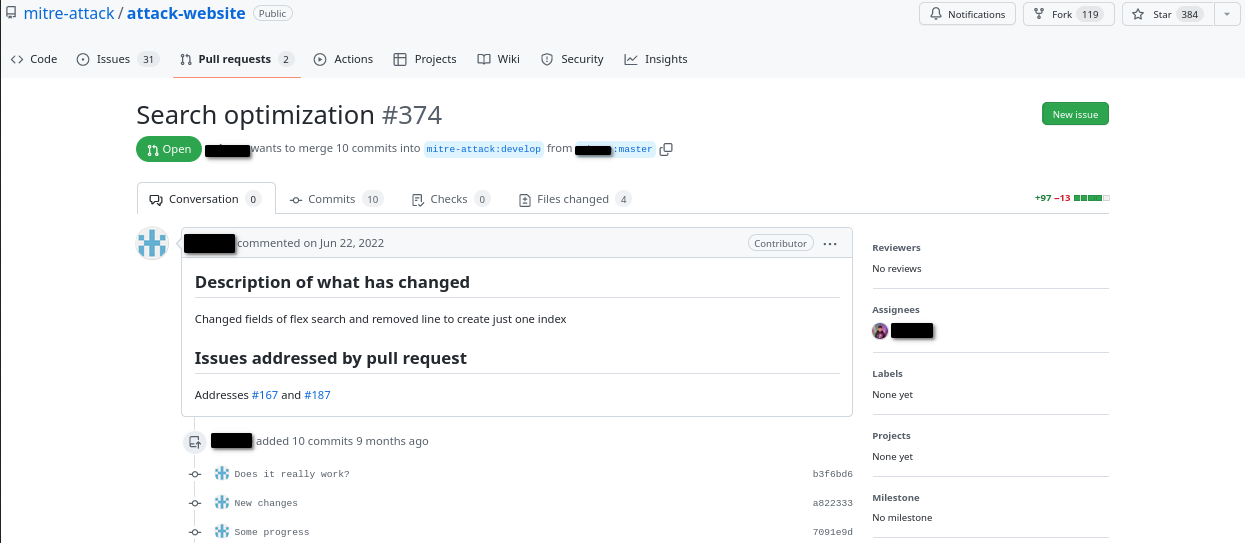 mitre-attack / attack-website Public
Notifications Fork 119 Star 384
Code Issues 31 Pull requests 2 Actions Projects Wiki Security Insights
Search optimization #374
New issue
Open wants to merge 10 commits into mitre-attack:develop from :master
Conversation 0 Commits 10 Checks 0 Files changed 4
+97 −13
commented on Jun 22, 2022 Contributor
Description of what has changed
Changed fields of flex search and removed line to create just one index
Issues addressed by pull request
Addresses #167 and #187
added 10 commits 9 months ago
Does it really work? b3f6bd6
New changes a822333
Some progress 7091e9d
Reviewers
No reviews
Assignees
Labels
None yet
Projects
None yet
Milestone
No milestone